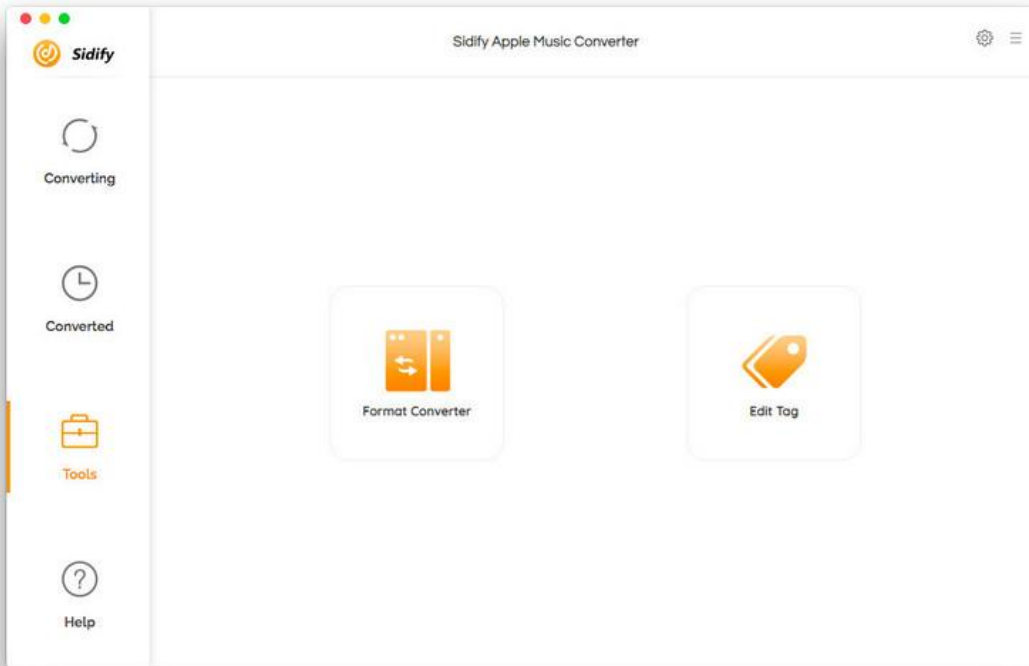 Sidify
Sidify Apple Music Converter
Converting
Converted
Tools
Help
Format Converter
Edit Tag